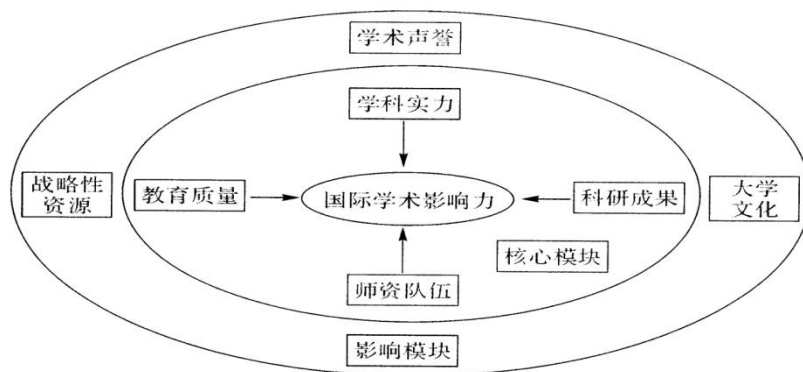 学术声誉
学科实力
战略性
资源
教育质量
国际学术影响力
科研成果
大学
文化
核心模块
师资队伍
影响模块